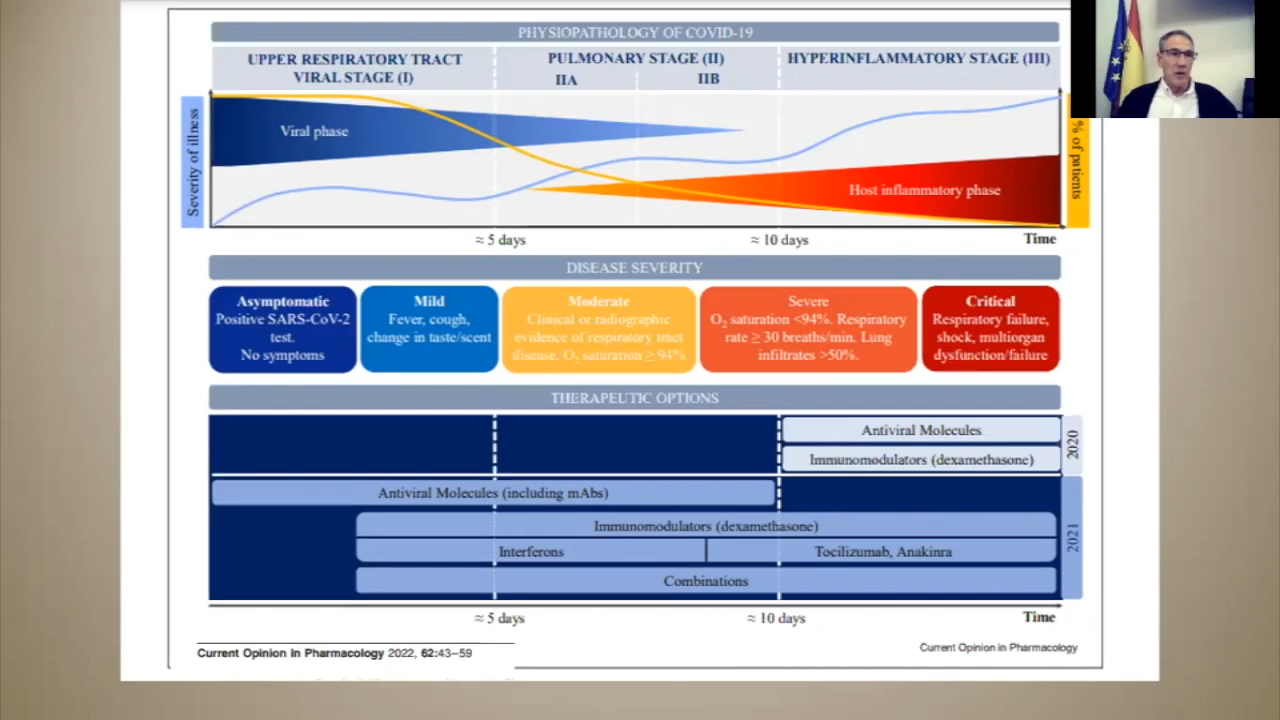 PHYSIOPATHOLOGY OF COVID-19
UPPER RESPIRATORY TRACT
VIRAL STAGE (I)
PULMONARY STAGE (II)
IIA
IIB
HYPERINFLAMMATORY STAGE (III)
Severity of illness
Viral phase
Host inflammatory phase
% of patients
≈ 5 days
≈ 10 days
Time
DISEASE SEVERITY
Asymptomatic
Positive SARS-CoV-2
test.
No symptoms
Mild
Fever, cough,
change in taste/scent
Moderate
Clinical or radiographic
evidence of respiratory tract
disease. O₂ saturation ≥ 94%
Severe
O₂ saturation <94%. Respiratory
rate ≥ 30 breaths/min. Lung
infiltrates >50%.
Critical
Respiratory failure,
shock, multiorgan
dysfunction/failure
THERAPEUTIC OPTIONS
Antiviral Molecules
Immunomodulators (dexamethasone)
2020
Antiviral Molecules (including mAbs)
Immunomodulators (dexamethasone)
Interferons
Tocilizumab, Anakinra
Combinations
2021
≈ 5 days
≈ 10 days
Time
Current Opinion in Pharmacology 2022, 62:43–59
Current Opinion in Pharmacology